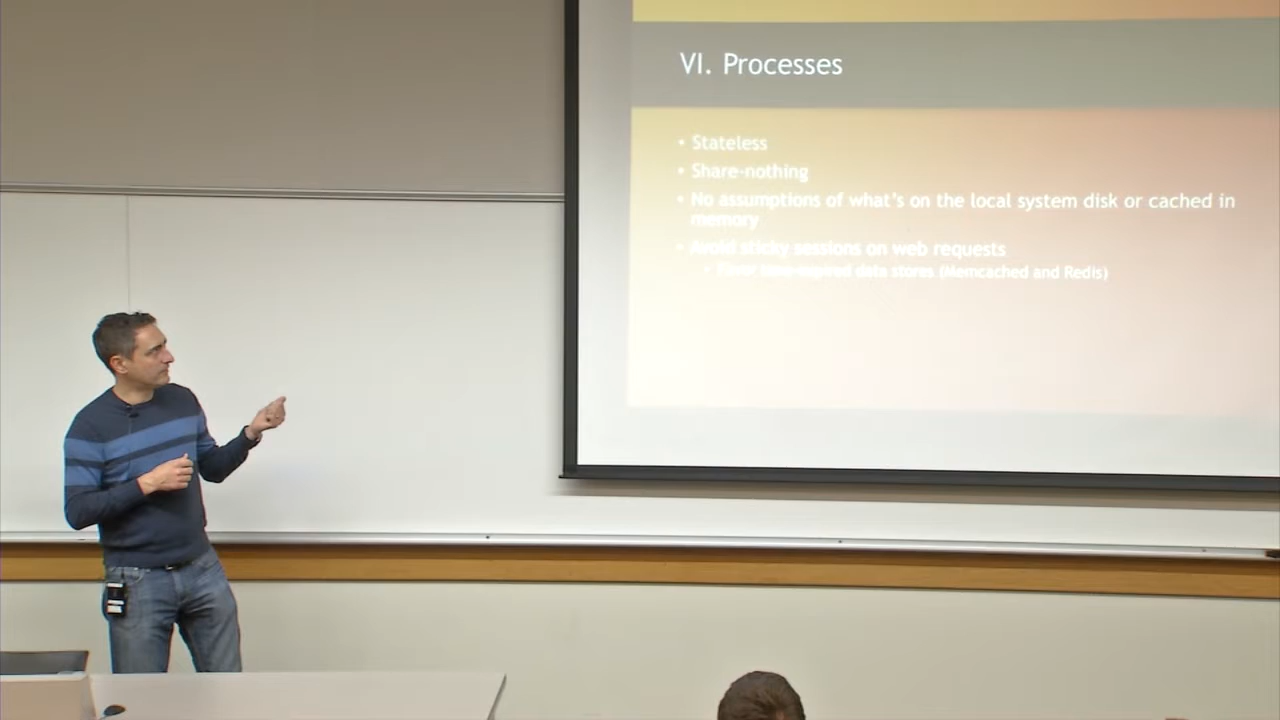 VI. Processes
• Stateless
• Share-nothing
• No assumptions of what's on the local system disk or cached in
memory
• Avoid sticky sessions on web requests
data stores (Memcached and Redis)